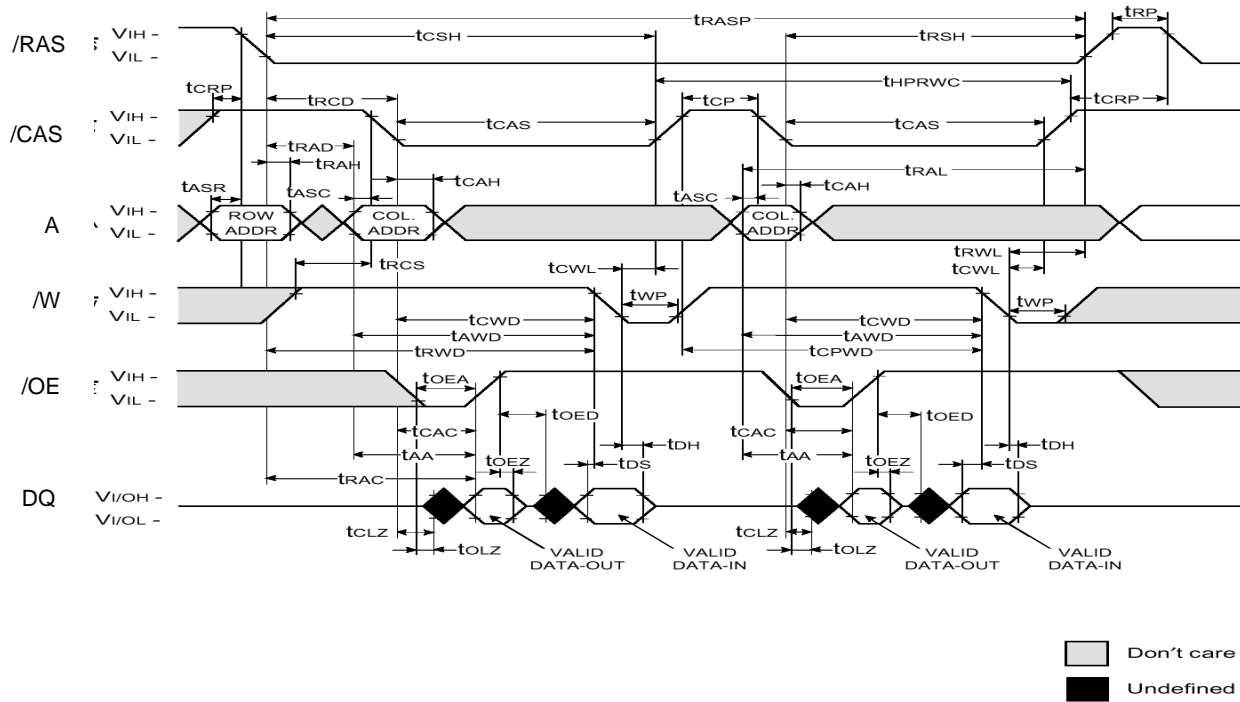 tRASP
tRP
/RAS
VIH -
VIL -
tCSH
tRSH
tHPRWC
tCRP
tRCD
tCP
tCRP
/CAS
VIH -
VIL -
tCAS
tCAS
tRAD
tRAH
tRAL
tASR
tASC
tCAH
tASC
tCAH
A
VIH -
VIL -
ROW
ADDR
COL.
ADDR
COL.
ADDR
tRWL
tRCS
tCWL
tCWL
/W
VIH -
VIL -
tWP
tWP
tCWD
tCWD
tAWD
tAWD
tRWD
tCPWD
/OE
VIH -
VIL -
tOEA
tOEA
tOED
tOED
tCAC
tCAC
tDH
tDH
tAA
tOEZ
tDS
tAA
tOEZ
tDS
tRAC
DQ
VI/OH-
VI/OL-
tCLZ
tCLZ
tOLZ
tOLZ
VALID
DATA-OUT
VALID
DATA-IN
VALID
DATA-OUT
VALID
DATA-IN
Don't care
Undefined